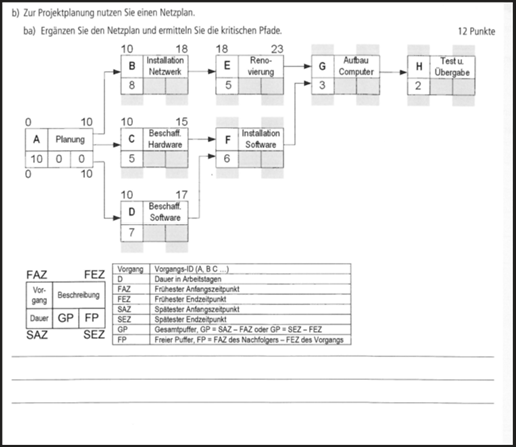 b) Zur Projektplanung nutzen Sie einen Netzplan.
ba) Ergänzen Sie den Netzplan und ermitteln Sie die kritischen Pfade. 12 Punkte
10 18 18 23
B Installation Netzwerk E Reno-vierung G Aufbau Computer H Test u. Übergabe
8 5 3 2
0 10 10 15
A Planung C Beschaff. Hardware F Installation Software
10 0 0 5 6
0 10
10 17
D Beschaff. Software
7
FAZ FEZ
Vor-gang Beschreibung
Dauer GP FP
SAZ SEZ
Vorgang Vorgangs-ID (A, B C ...)
D Dauer in Arbeitstagen
FAZ Frühester Anfangszeitpunkt
FEZ Frühester Endzeitpunkt
SAZ Spätester Anfangszeitpunkt
SEZ Spätester Endzeitpunkt
GP Gesamtpuffer, GP = SAZ – FAZ oder GP = SEZ – FEZ
FP Freier Puffer, FP = FAZ des Nachfolgers – FEZ des Vorgangs